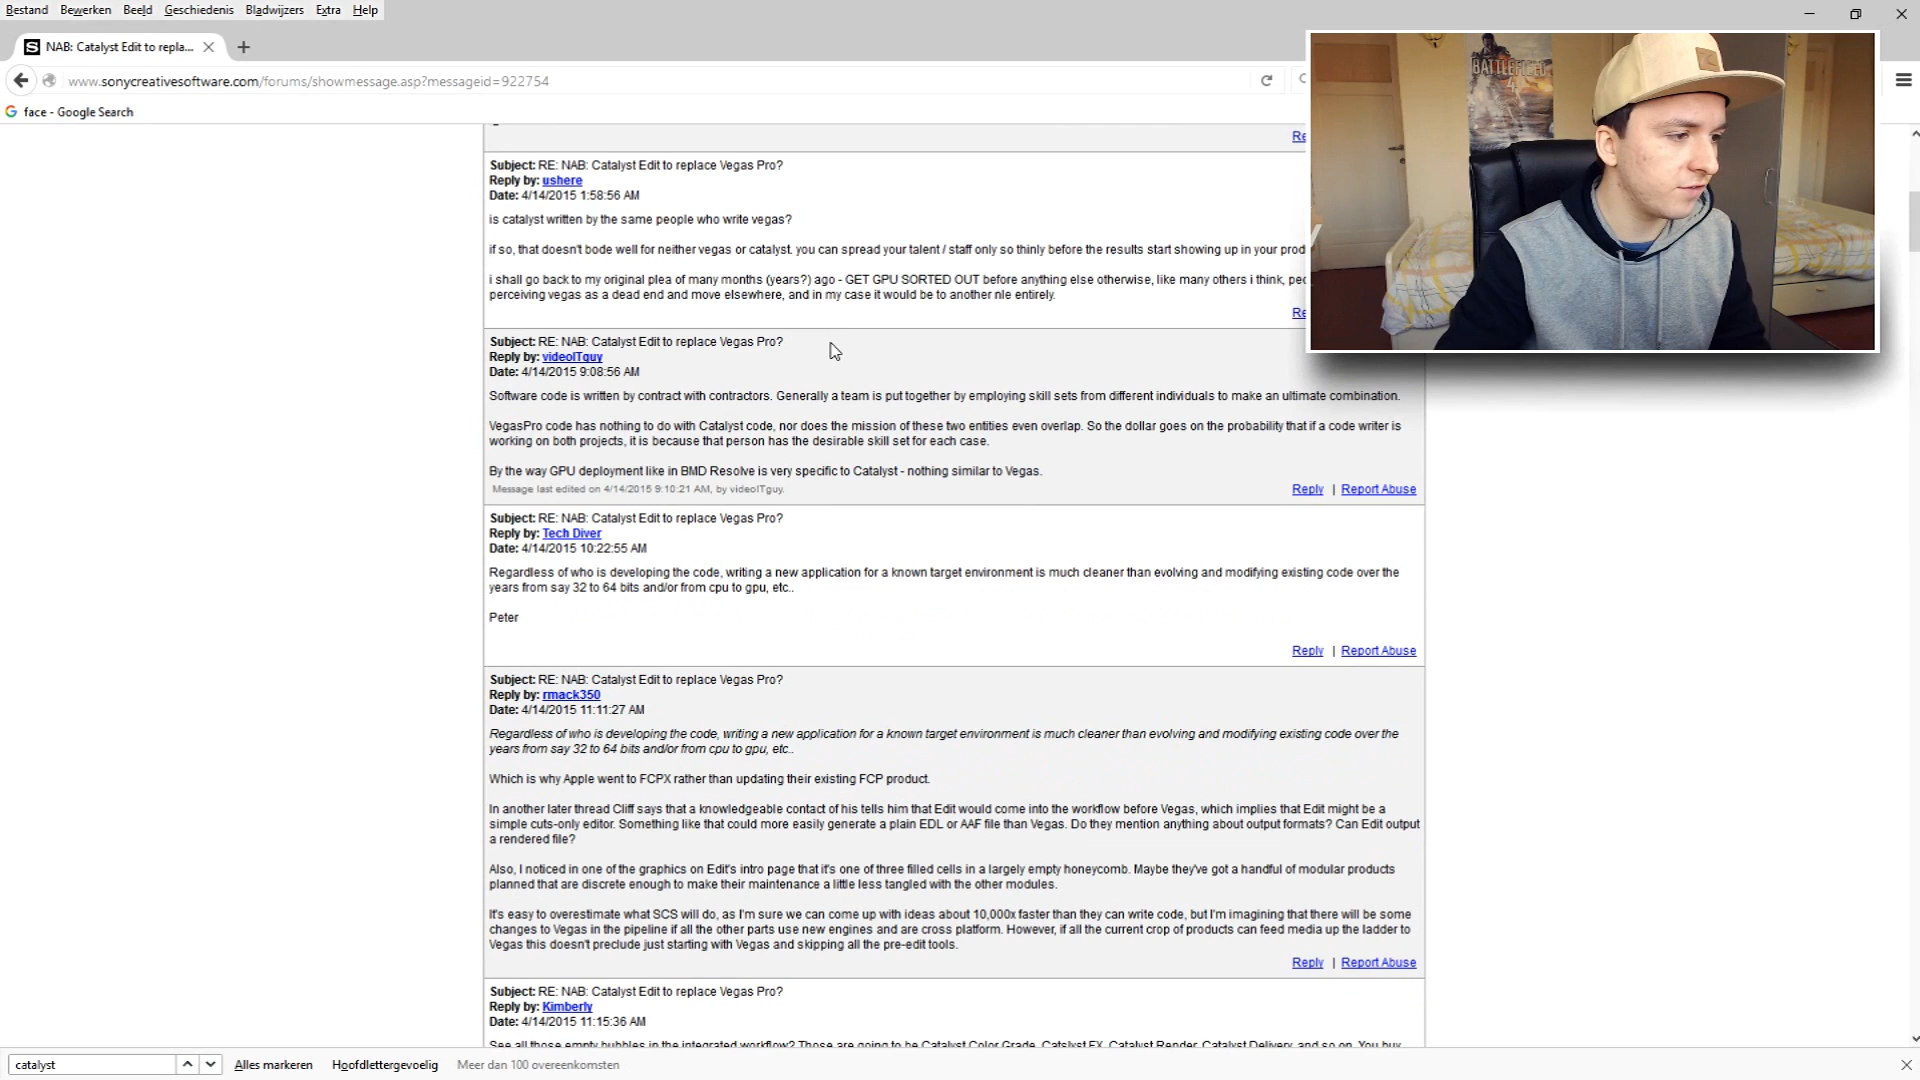 Bestand Bewerken Beeld Geschiedenis Bladwijzers Extra Help
NAB: Catalyst Edit to repla...
www.sonycreativesoftware.com/forums/showmessage.asp?messageid=922754
face - Google Search
BATTLEFIELD
4
Subject: RE: NAB: Catalyst Edit to replace Vegas Pro?
Reply by: ushere
Date: 4/14/2015 1:58:56 AM
is catalyst written by the same people who write vegas?
if so, that doesn't bode well for neither vegas or catalyst. you can spread your talent / staff only so thinly before the results start showing up in your
i shall go back to my original plea of many months (years?) ago - GET GPU SORTED OUT before anything else otherwise, like many others i think,
perceiving vegas as a dead end and move elsewhere, and in my case it would be to another nle entirely.
Subject: RE: NAB: Catalyst Edit to replace Vegas Pro?
Reply by: videoITguy
Date: 4/14/2015 9:08:56 AM
Software code is written by contract with contractors. Generally a team is put together by employing skill sets from different individuals to make an ultimate combination.
VegasPro code has nothing to do with Catalyst code, nor does the mission of these two entities even overlap. So the dollar goes on the probability that if a code writer is
working on both projects, it is because that person has the desirable skill set for each case.
By the way GPU deployment like in BMD Resolve is very specific to Catalyst - nothing similar to Vegas.
Message last edited on 4/14/2015 9:10:21 AM, by videoITguy.
Reply | Report Abuse
Subject: RE: NAB: Catalyst Edit to replace Vegas Pro?
Reply by: Tech Diver
Date: 4/14/2015 10:22:55 AM
Regardless of who is developing the code, writing a new application for a known target environment is much cleaner than evolving and modifying existing code over the
years from say 32 to 64 bits and/or from cpu to gpu, etc..
Peter
Reply | Report Abuse
Subject: RE: NAB: Catalyst Edit to replace Vegas Pro?
Reply by: rmack350
Date: 4/14/2015 11:11:27 AM
Regardless of who is developing the code, writing a new application for a known target environment is much cleaner than evolving and modifying existing code over the
years from say 32 to 64 bits and/or from cpu to gpu, etc..
Which is why Apple went to FCPX rather than updating their existing FCP product.
In another later thread Cliff says that a knowledgeable contact of his tells him that Edit would come into the workflow before Vegas, which implies that Edit might be a
simple cuts-only editor. Something like that could more easily generate a plain EDL or AAF file than Vegas. Do they mention anything about output formats? Can Edit output
a rendered file?
Also, I noticed in one of the graphics on Edit's intro page that it's one of three filled cells in a largely empty honeycomb. Maybe they've got a handful of modular products
planned that are discrete enough to make their maintenance a little less tangled with the other modules.
It's easy to overestimate what SCS will do, as I'm sure we can come up with ideas about 10,000x faster than they can write code, but I'm imagining that there will be some
changes to Vegas in the pipeline if all the other parts use new engines and are cross platform. However, if all the current crop of products can feed media up the ladder to
Vegas this doesn't preclude just starting with Vegas and skipping all the pre-edit tools.
Reply | Report Abuse
Subject: RE: NAB: Catalyst Edit to replace Vegas Pro?
Reply by: Kimberly
Date: 4/14/2015 11:15:36 AM
See all those empty bubbles in the integrated workflow? Those are going to be Catalyst Color Grade, Catalyst FX, Catalyst Render, Catalyst Delivery, and so on. You buy
catalyst Alles markeren Hoofdlettergevoelig Meer dan 100 overeenkomsten